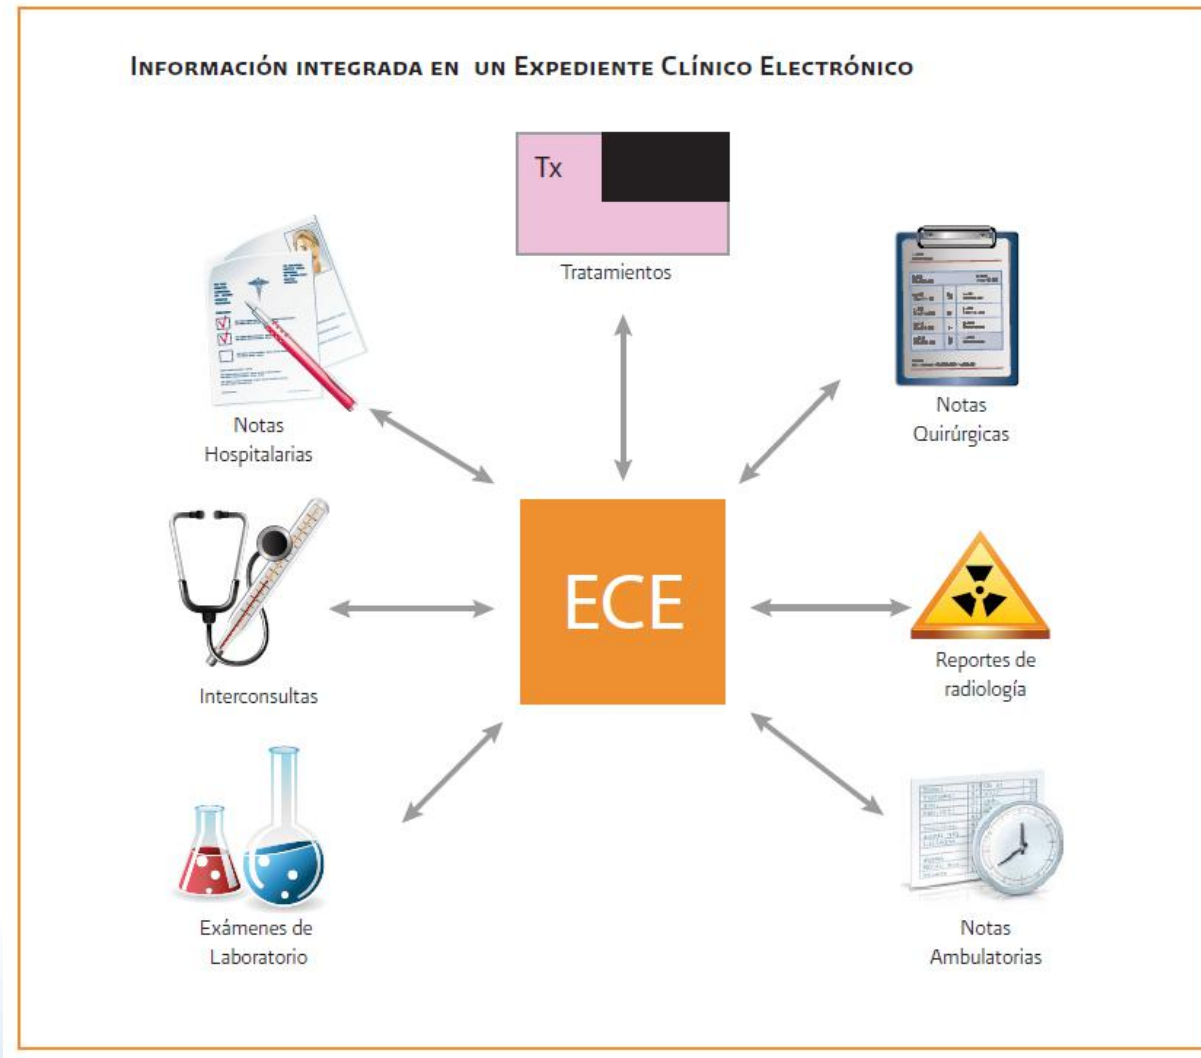 INFORMACIÓN INTEGRADA EN UN EXPEDIENTE CLÍNICO ELECTRÓNICO
Tx
Tratamientos
Notas
Hospitalarias
Notas
Quirúrgicas
ECE
Interconsultas
Reportes de
radiología
Exámenes de
Laboratorio
Notas
Ambulatorias